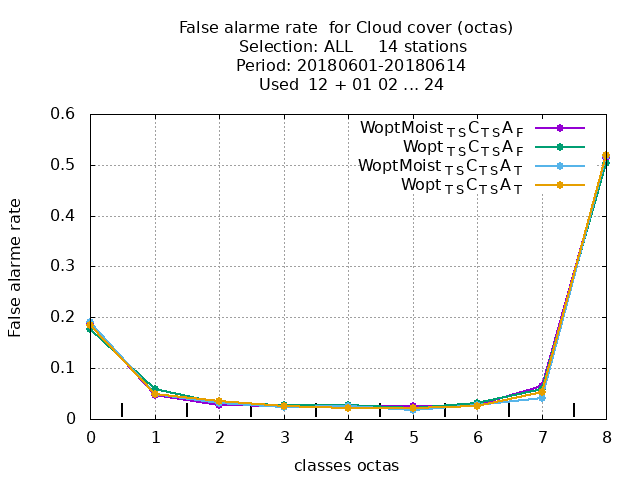 False alarme rate  for Cloud cover (octas)
Selection: ALL     14 stations
Period: 20180601-20180614
Used  12 + 01 02 ... 24
WoptMoist TS C TS A F
Wopt TS C TS A F
WoptMoist TS C TS A T
Wopt TS C TS A T
False alarme rate
0.6
0.5
0.4
0.3
0.2
0.1
0
0 1 2 3 4 5 6 7 8
classes octas